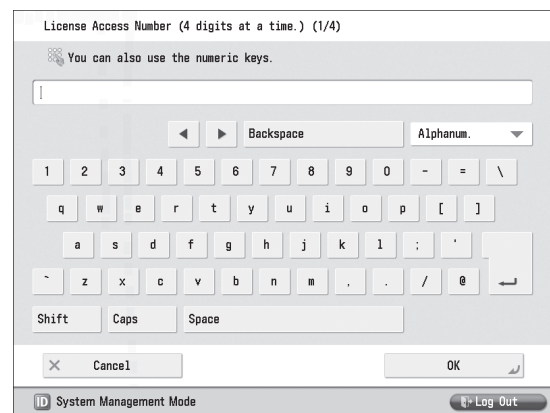 License Access Number (4 digits at a time.) (1/4)
You can also use the numeric keys.
Backspace Alphanum.
1 2 3 4 5 6 7 8 9 0 - = \
q w e r t y u i o p [ ]
a s d f g h j k l ; '
` z x c v b n m , . / @
Shift Caps Space
Cancel OK
ID System Management Mode Log Out